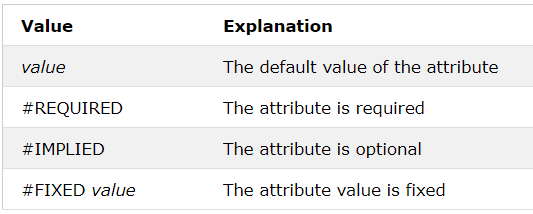 Value Explanation
value The default value of the attribute
#REQUIRED The attribute is required
#IMPLIED The attribute is optional
#FIXED value The attribute value is fixed